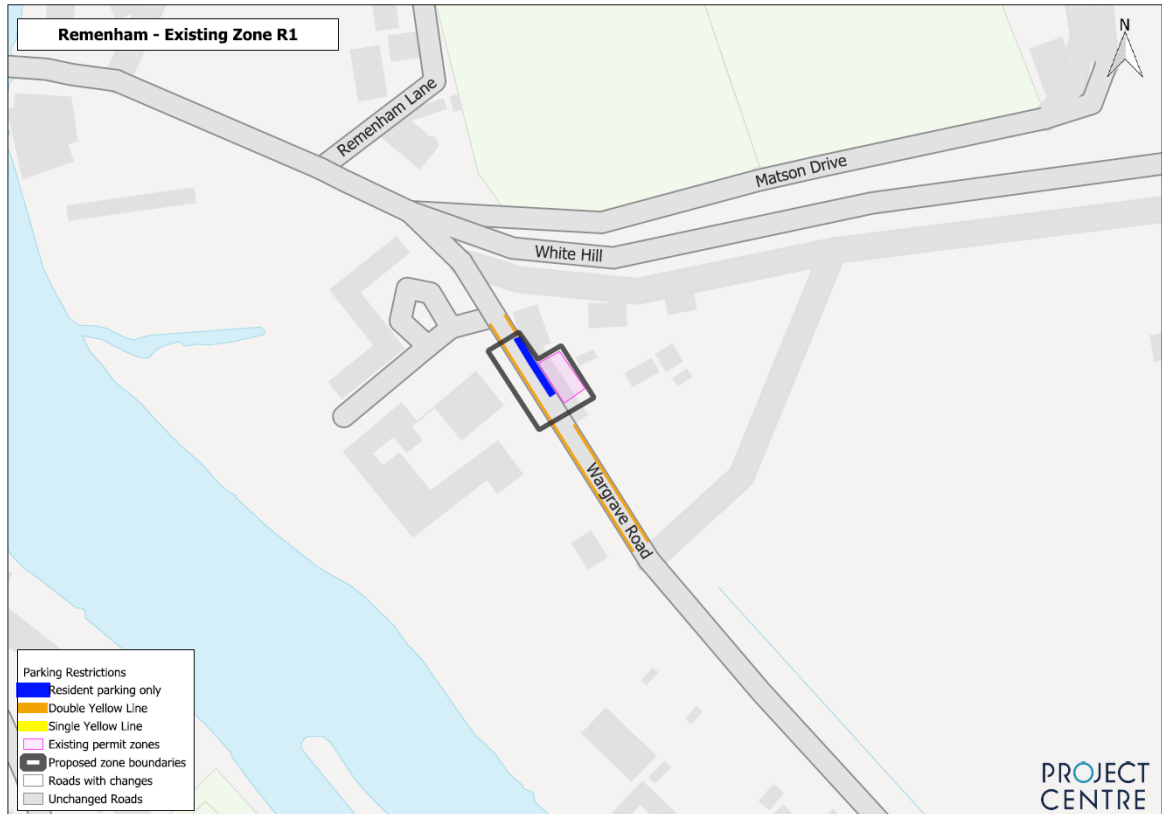 Remenham - Existing Zone R1
N
Remenham Lane
Matson Drive
White Hill
Wargrave Road
Parking Restrictions
Resident parking only
Double Yellow Line
Single Yellow Line
Existing permit zones
Proposed zone boundaries
Roads with changes
Unchanged Roads
PROJECT
CENTRE